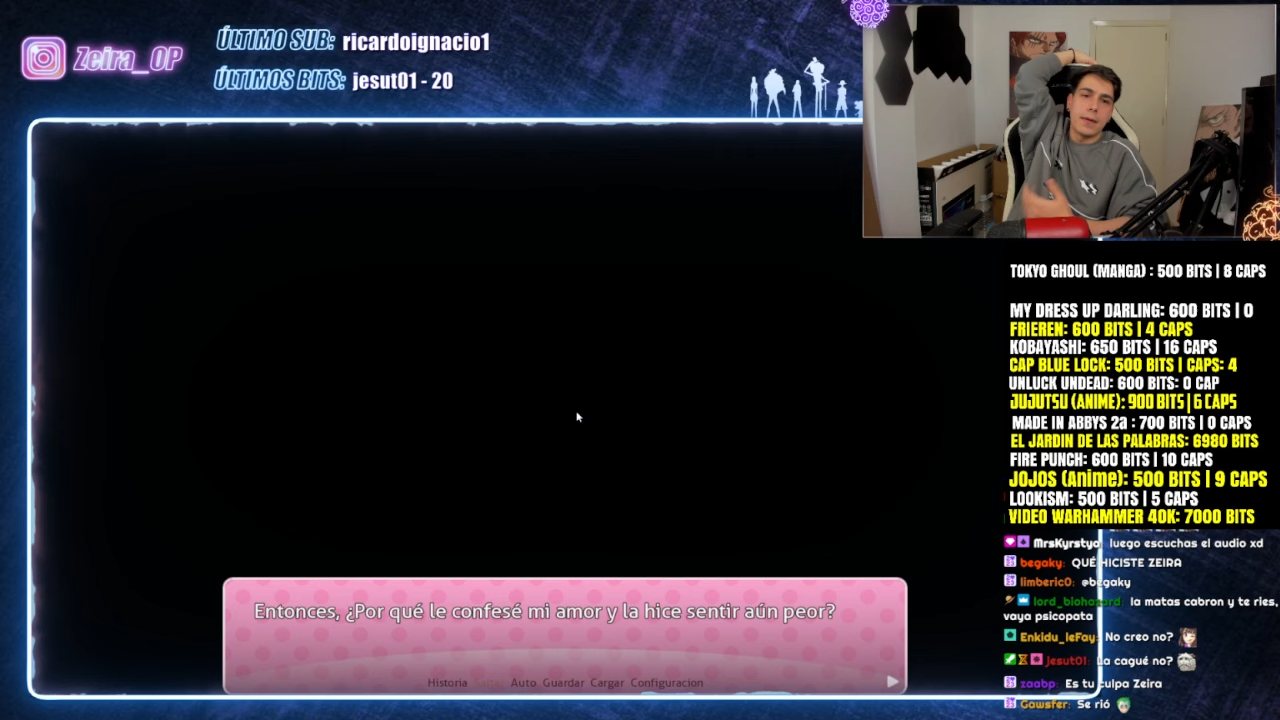 Zeira_OP
ÚLTIMO SUB: ricardoignacio1
ÚLTIMOS BITS: jesut01 - 20
TOKYO GHOUL (MANGA) : 500 BITS | 8 CAPS
MY DRESS UP DARLING: 600 BITS | 0
FRIEREN: 600 BITS | 4 CAPS
KOBAYASHI: 650 BITS | 16 CAPS
CAP BLUE LOCK: 500 BITS | CAPS: 4
UNLUCK UNDEAD: 600 BITS: 0 CAP
JUJUTSU (ANIME): 900 BITS | 6 CAPS
MADE IN ABBYS 2a : 700 BITS | 0 CAPS
EL JARDIN DE LAS PALABRAS: 6980 BITS
FIRE PUNCH: 600 BITS | 10 CAPS
JOJOS (Anime): 500 BITS | 9 CAPS
LOOKISM: 500 BITS | 5 CAPS
VIDEO WARHAMMER 40K: 7000 BITS
MrsKyrstya: luego escuchas el audio xd
begaky: QUÉ HICISTE ZEIRA
limberic0: @begaky
lord_biohazard: la matas cabron y te ries,
vaya psicopata
Enkidu_leFay: No creo no?
jesut01: La cagué no?
zaabp: Es tu culpa Zeira
Gawsfer: Se rió
Entonces, ¿Por qué le confesé mi amor y la hice sentir aún peor?
Historia Saltar Auto Guardar Cargar Configuracion